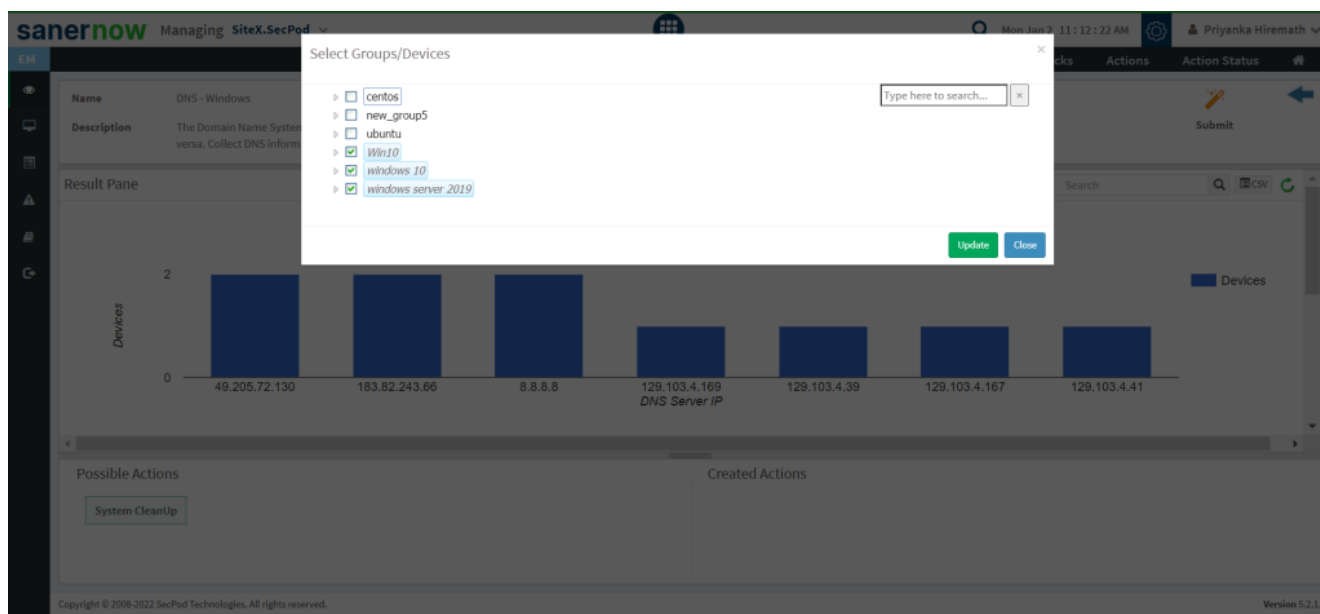 sanernow Managing SiteX.SecPod
Mon Jan 2 11:12:22 AM Priyanka Hiremath
EM
Actions Action Status
Select Groups/Devices
×
centos
new_group5
ubuntu
Win10
windows 10
windows server 2019
Type here to search...
×
Update Close
Name DNS - Windows
Description The Domain Name System
versa. Collect DNS inform
Submit
Result Pane
Search CSV
2
0
Devices
Devices
49.205.72.130 183.82.243.66 8.8.8.8 129.103.4.169 129.103.4.39 129.103.4.167 129.103.4.41
DNS Server IP
Possible Actions
System CleanUp
Created Actions
Copyright © 2008-2022 SecPod Technologies. All rights reserved.
Version 5.2.1